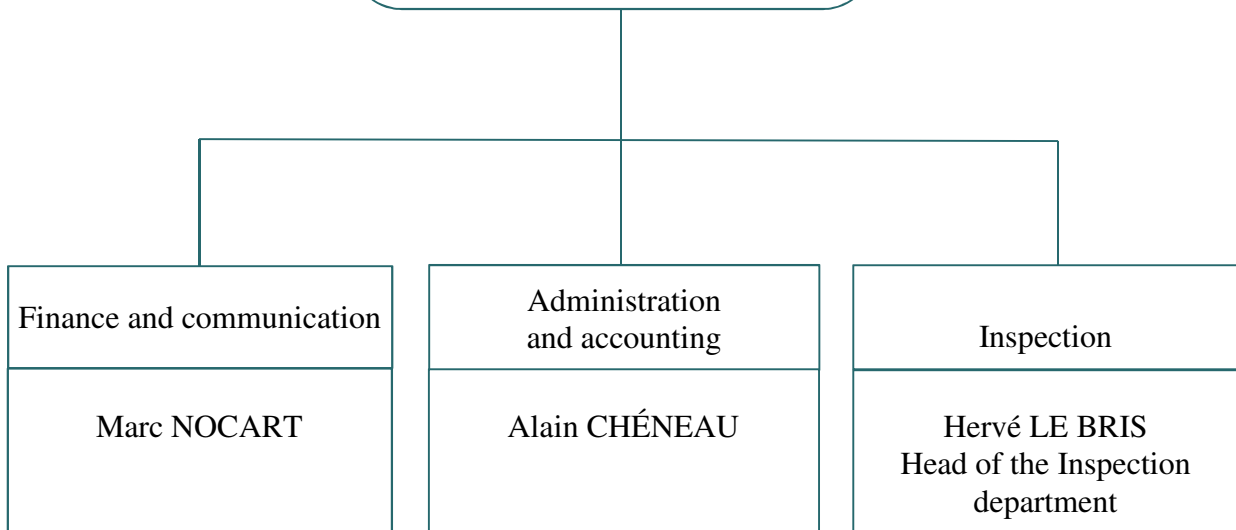 Finance and communication
Marc NOCART
Administration
and accounting
Alain CHÉNEAU
Inspection
Hervé LE BRIS
Head of the Inspection
department